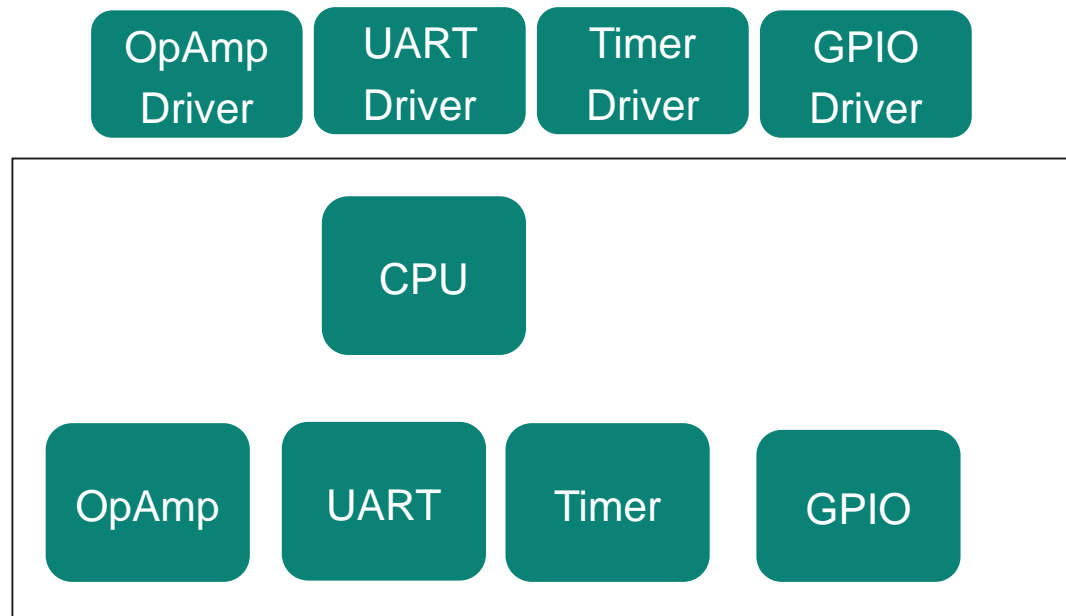 OpAmp
Driver
UART
Driver
Timer
Driver
GPIO
Driver
CPU
OpAmp
UART
Timer
GPIO